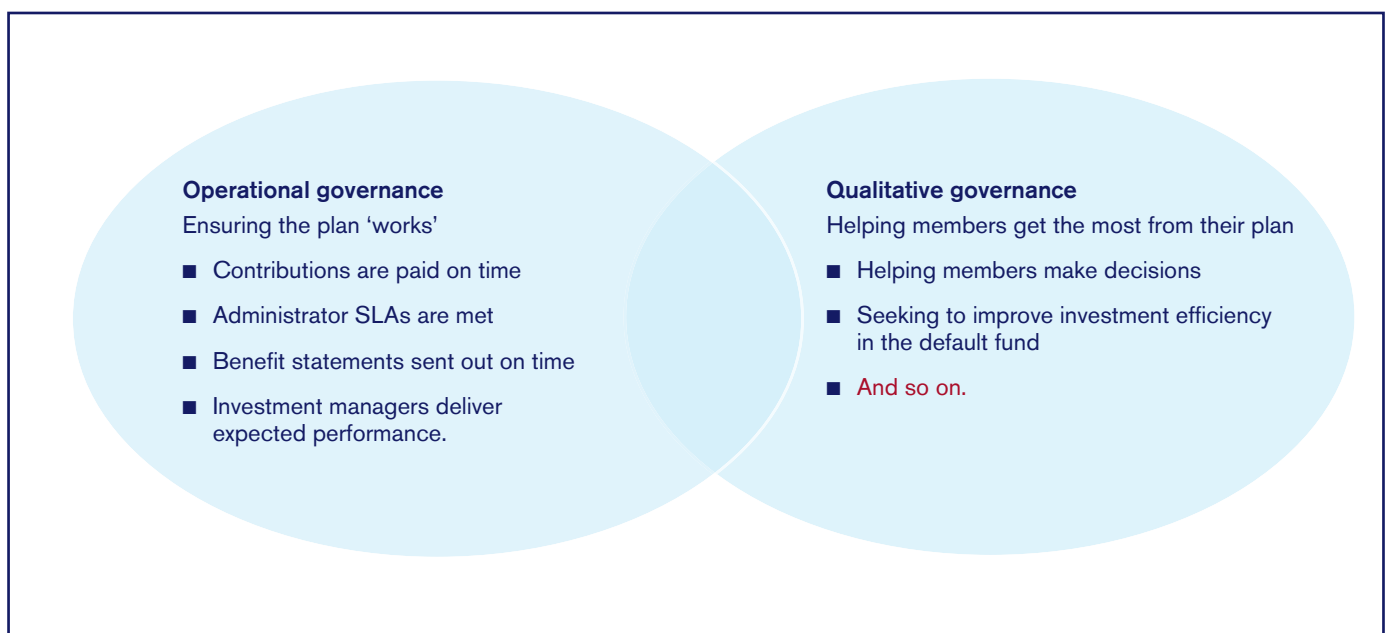 Operational governance
Ensuring the plan ‘works’
■ Contributions are paid on time
■ Administrator SLAs are met
■ Benefit statements sent out on time
■ Investment managers deliver
expected performance.
Qualitative governance
Helping members get the most from their plan
■ Helping members make decisions
■ Seeking to improve investment efficiency
in the default fund
■ And so on.